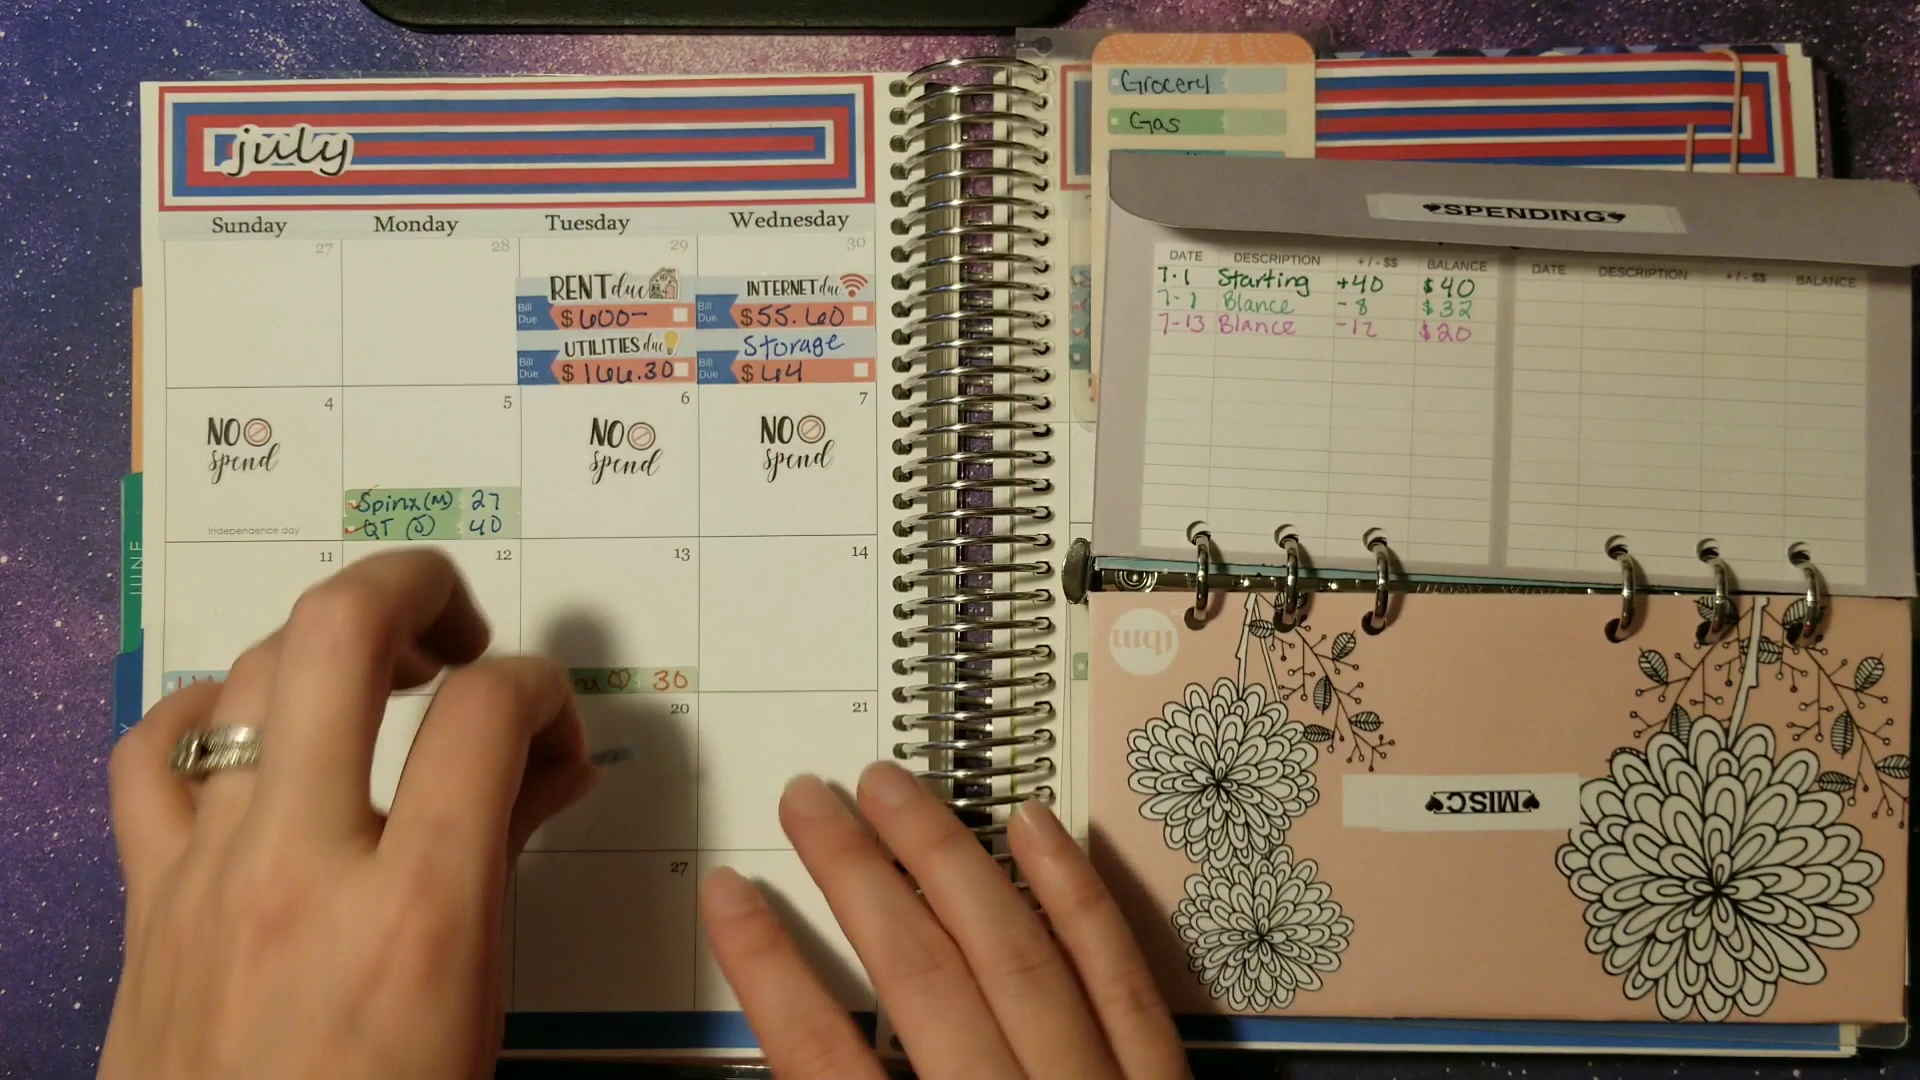 july
Sunday Monday Tuesday Wednesday
27 28 29 30
RENT due INTERNET due
Bill Due $600- Bill Due $55.60
UTILITIES due Storage
Bill Due $166.30 Bill Due $64
4 5 6 7
NO spend NO spend NO spend
Spinx (M) 27
Independence day QT (J) 40
11 12 13 14
30
20 21
27
JUNE
Grocery
Gas
SPENDING
DATE DESCRIPTION +/-$$ BALANCE DATE DESCRIPTION +/-$$ BALANCE
7-1 Starting +40 $40
7-1 Blance -8 $32
7-13 Blance -12 $20
tbm
MISC